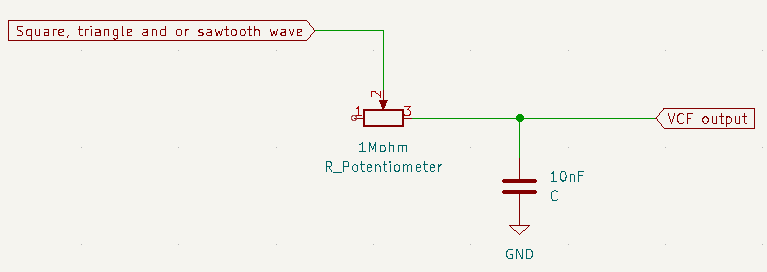 Square, triangle and or sawtooth wave
2
1
3
VCF output
1Mohm
R_Potentiometer
10nF
C
GND